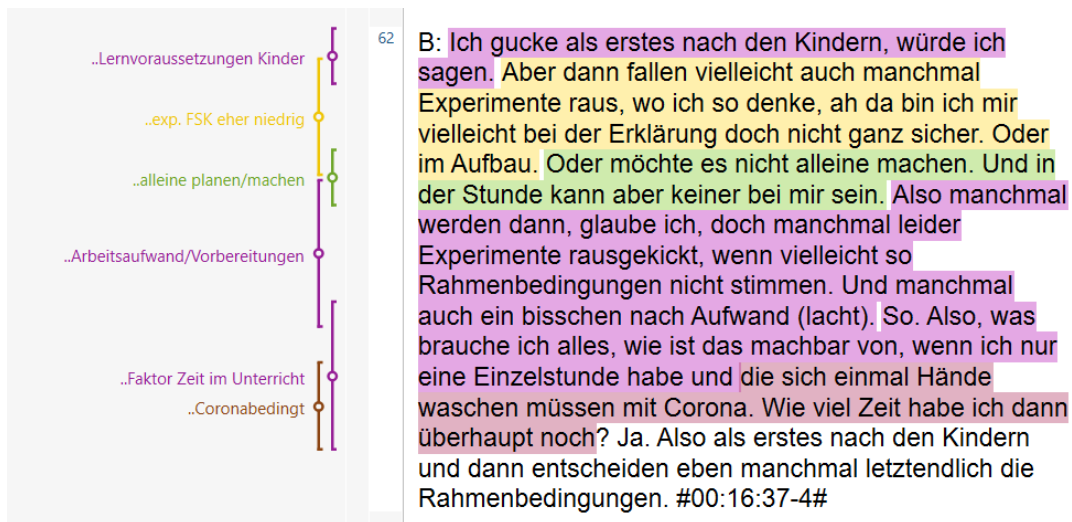 ..Lernvoraussetzungen Kinder
..exp. FSK eher niedrig
..alleine planen/machen
..Arbeitsaufwand/Vorbereitungen
..Faktor Zeit im Unterricht
..Coronabedingt
62
B: Ich gucke als erstes nach den Kindern, würde ich
sagen. Aber dann fallen vielleicht auch manchmal
Experimente raus, wo ich so denke, ah da bin ich mir
vielleicht bei der Erklärung doch nicht ganz sicher. Oder
im Aufbau. Oder möchte es nicht alleine machen. Und in
der Stunde kann aber keiner bei mir sein. Also manchmal
werden dann, glaube ich, doch manchmal leider
Experimente rausgekickt, wenn vielleicht so
Rahmenbedingungen nicht stimmen. Und manchmal
auch ein bisschen nach Aufwand (lacht). So. Also, was
brauche ich alles, wie ist das machbar von, wenn ich nur
eine Einzelstunde habe und die sich einmal Hände
waschen müssen mit Corona. Wie viel Zeit habe ich dann
überhaupt noch? Ja. Also als erstes nach den Kindern
und dann entscheiden eben manchmal letztendlich die
Rahmenbedingungen. #00:16:37-4#